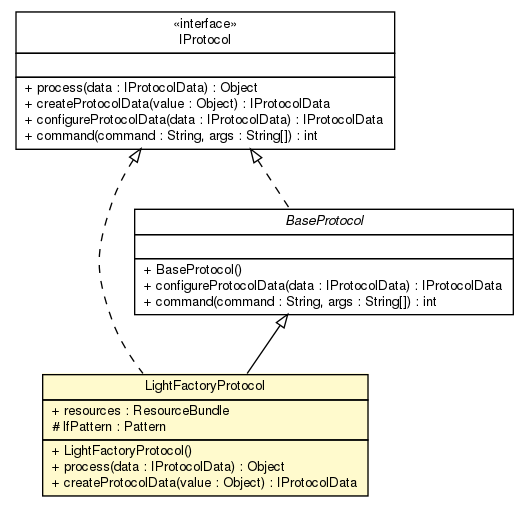 «interface»
IProtocol
+ process(data : IProtocolData) : Object
+ createProtocolData(value : Object) : IProtocolData
+ configureProtocolData(data : IProtocolData) : IProtocolData
+ command(command : String, args : String[]) : int
BaseProtocol
+ BaseProtocol()
+ configureProtocolData(data : IProtocolData) : IProtocolData
+ command(command : String, args : String[]) : int
LightFactoryProtocol
+ resources : ResourceBundle
# lfPattern : Pattern
+ LightFactoryProtocol()
+ process(data : IProtocolData) : Object
+ createProtocolData(value : Object) : IProtocolData